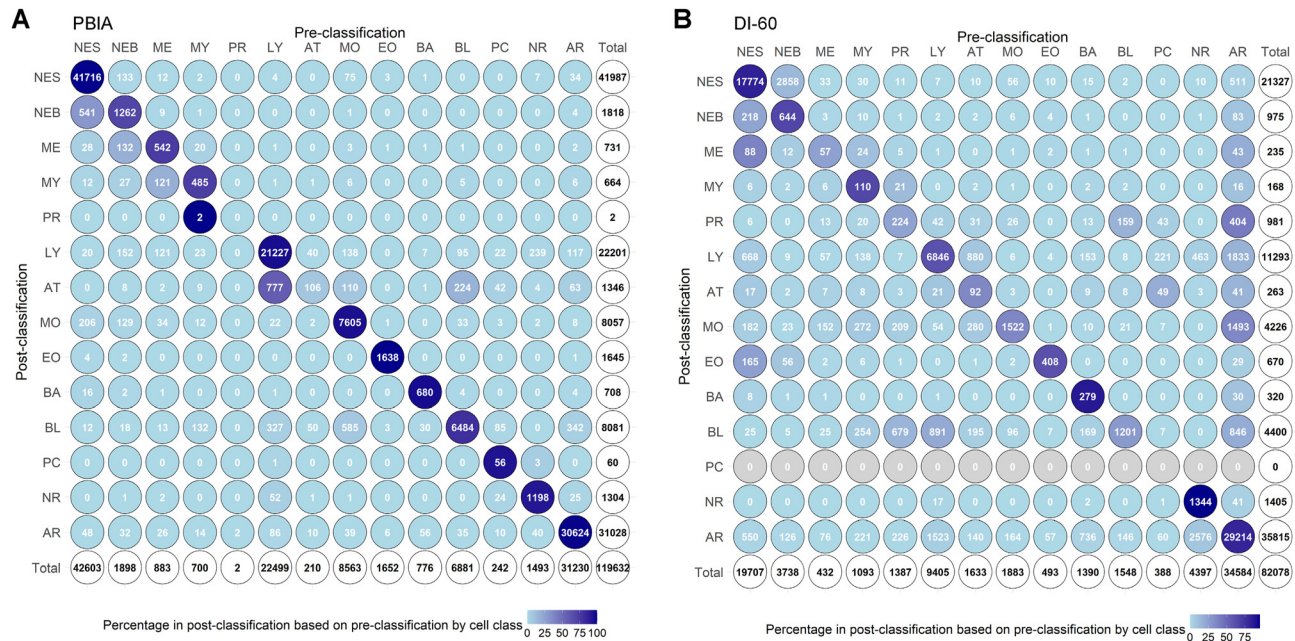 A
PBIA
Pre-classification
NES NEB ME MY PR LY AT MO EO BA BL PC NR AR Total
Post-classification
NES 41716 133 12 2 0 4 0 75 3 1 0 0 7 34 41987
NEB 541 1262 9 1 0 0 0 1 0 0 0 0 0 4 1818
ME 28 132 542 20 0 1 0 3 1 1 1 0 0 2 731
MY 12 27 121 485 0 1 1 6 0 0 5 0 0 6 664
PR 0 0 0 2 0 0 0 0 0 0 0 0 0 0 2
LY 20 152 121 23 0 21227 40 138 0 7 95 22 239 117 22201
AT 0 8 2 9 0 777 106 110 0 1 224 42 4 63 1346
MO 206 129 34 12 0 22 2 7605 1 0 33 3 2 8 8057
EO 4 2 0 0 0 0 0 0 1638 0 0 0 0 1 1645
BA 16 2 1 0 0 1 0 0 0 680 4 0 0 4 708
BL 12 18 13 132 0 327 50 585 3 30 6484 85 0 342 8081
PC 0 0 0 0 0 1 0 0 0 0 0 56 3 0 60
NR 0 1 2 0 0 52 1 1 0 0 0 24 1198 25 1304
AR 48 32 26 14 2 86 10 39 6 56 35 10 40 30624 31028
Total 42603 1898 883 700 2 22499 210 8563 1652 776 6881 242 1493 31230 119632
Percentage in post-classification based on pre-classification by cell class
0 25 50 75 100
B
DI-60
Pre-classification
NES NEB ME MY PR LY AT MO EO BA BL PC NR AR Total
Post-classification
NES 17774 2858 33 30 11 7 10 56 10 15 2 0 10 511 21327
NEB 218 644 3 10 1 2 2 6 4 1 1 0 0 83 975
ME 88 12 57 24 5 1 1 2 1 1 0 0 0 43 235
MY 6 2 6 110 21 0 2 1 0 2 2 0 0 16 168
PR 6 0 13 20 224 42 31 26 0 13 159 43 0 404 981
LY 668 9 57 138 7 6846 880 6 4 153 8 221 463 1833 11293
AT 17 2 7 8 3 21 92 2 1 9 8 49 3 41 263
MO 182 23 152 272 209 54 280 1522 1 10 21 7 0 1493 4226
EO 165 56 2 6 1 1 0 2 408 0 0 0 0 29 670
BA 8 1 1 0 0 0 0 0 1 279 0 0 0 30 320
BL 25 5 25 254 679 891 195 96 7 169 1201 7 0 846 4400
PC 0 0 0 0 0 0 0 0 0 0 0 0 0 0 0
NR 0 0 0 0 0 17 0 0 0 2 0 1 1344 41 1405
AR 550 126 76 221 226 1523 140 164 57 736 146 60 2576 29214 35815
Total 19707 3738 432 1093 1387 9405 1633 1883 493 1390 1548 388 4397 34584 82078
Percentage in post-classification based on pre-classification by cell class
0 25 50 75